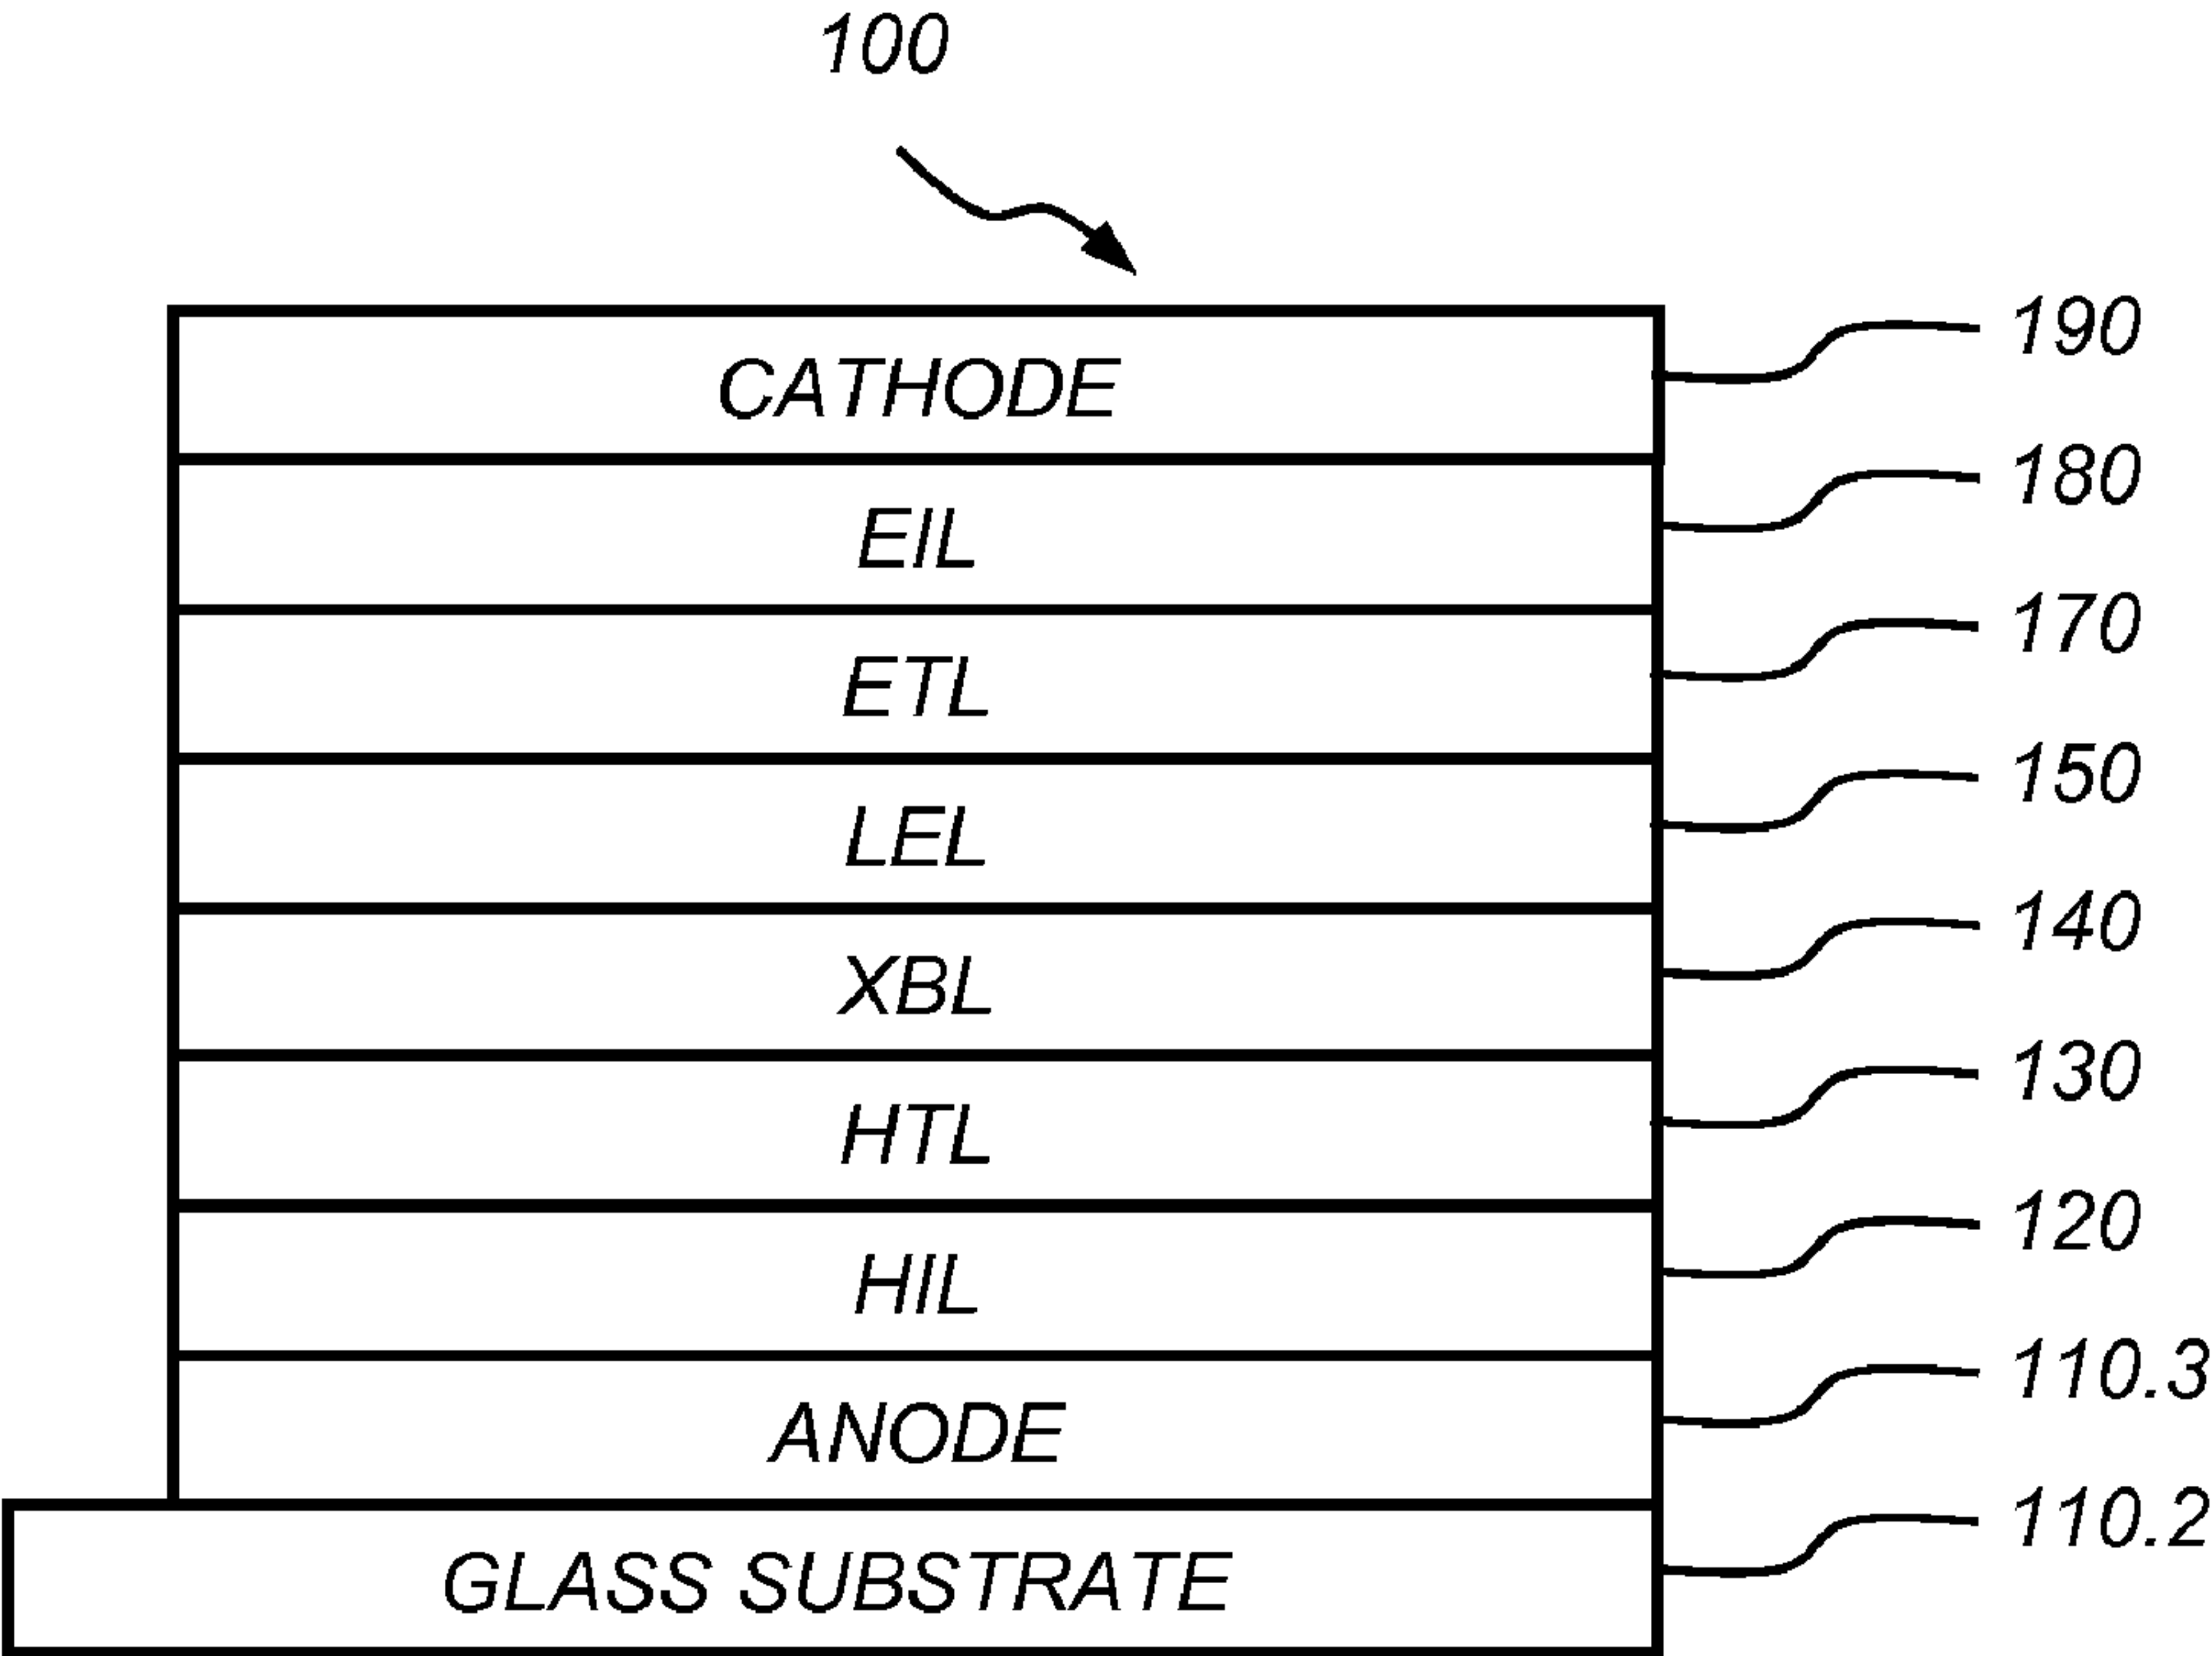 100
CATHODE 190
EIL 180
ETL 170
LEL 150
XBL 140
HTL 130
HIL 120
ANODE 110.3
GLASS SUBSTRATE 110.2